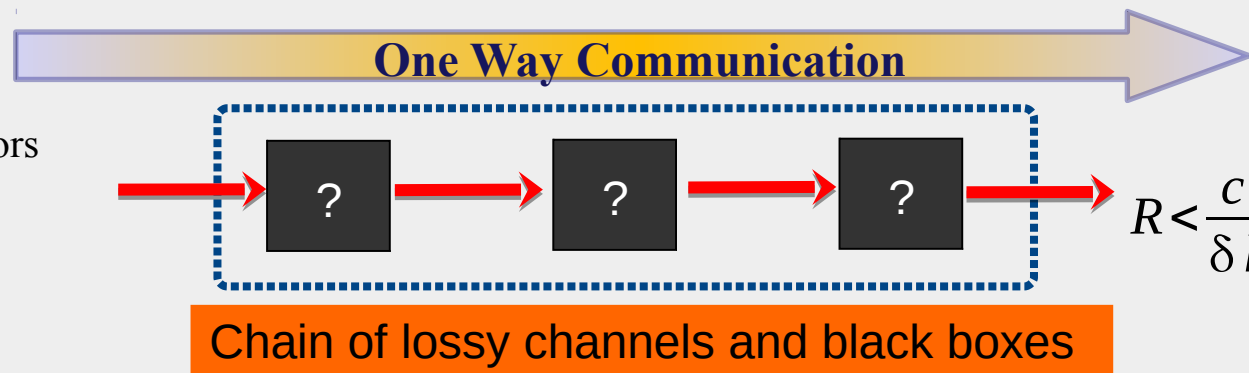 One Way Communication
ors
? ? ?
R < c
δ
Chain of lossy channels and black boxes